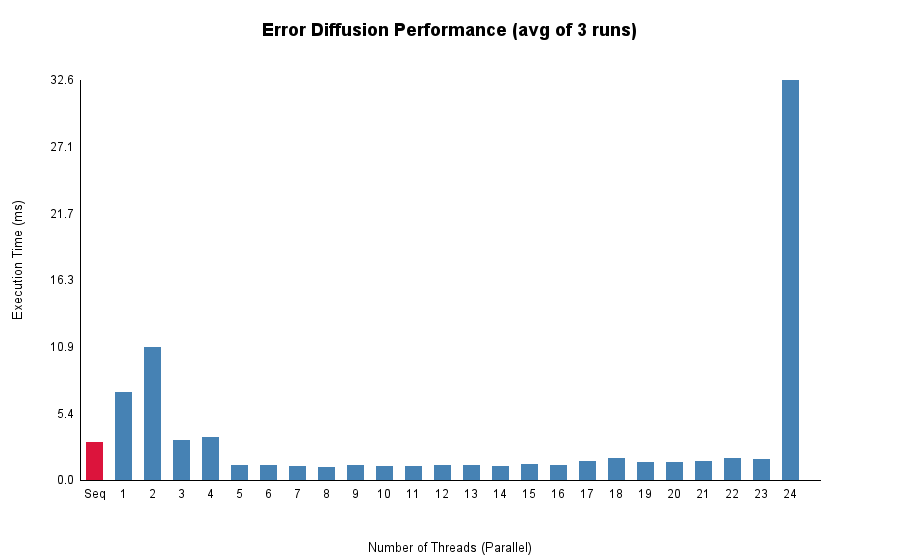 Error Diffusion Performance (avg of 3 runs)
32.6
27.1
21.7
16.3
10.9
5.4
0.0
Execution Time (ms)
Seq 1 2 3 4 5 6 7 8 9 10 11 12 13 14 15 16 17 18 19 20 21 22 23 24
Number of Threads (Parallel)